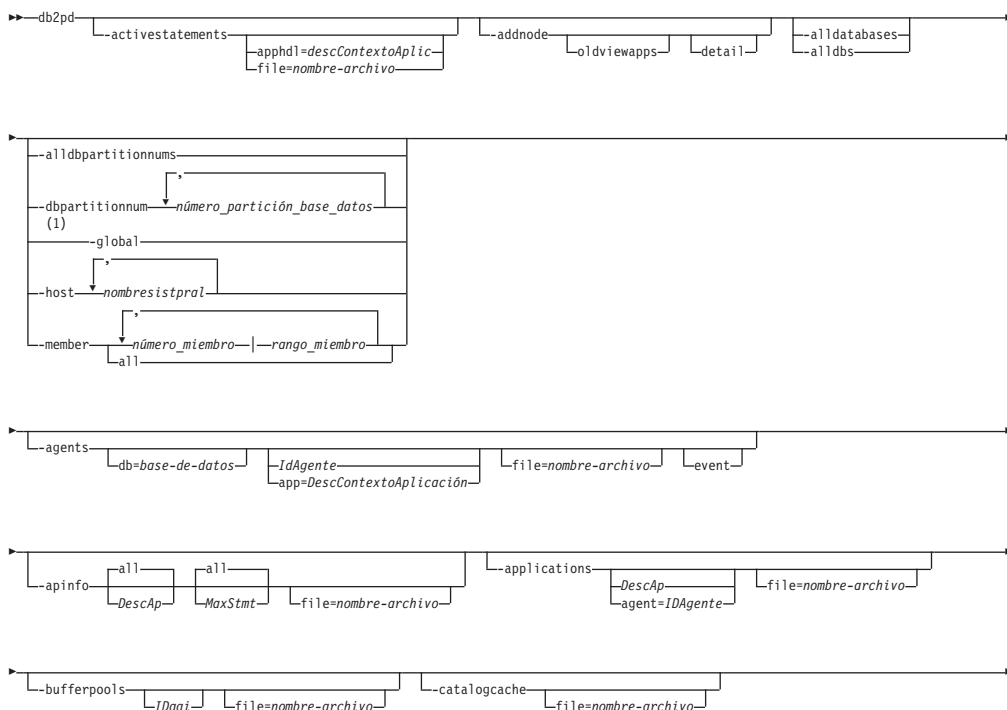 db2pd
-activestatements -addnode -alldatabases
apphdl=descContextoAplic oldviewapps detail -alldbs
file=nombre-archivo
-alldbpartitionnums
,
-dbpartitionnum número_partición_base_datos
(1)
-global
,
-host nombresistpral
,
-member número_miembro | rango_miembro
all
-agents
db=base-de-datos IdAgente file=nombre-archivo event
app=DescContextoAplicación
all all
-apinfo -applications
DescAp MaxStmt file=nombre-archivo DescAp file=nombre-archivo
agent=IDAgente
-bufferpools -catalogcache
IDagi file=nombre-archivo file=nombre-archivo